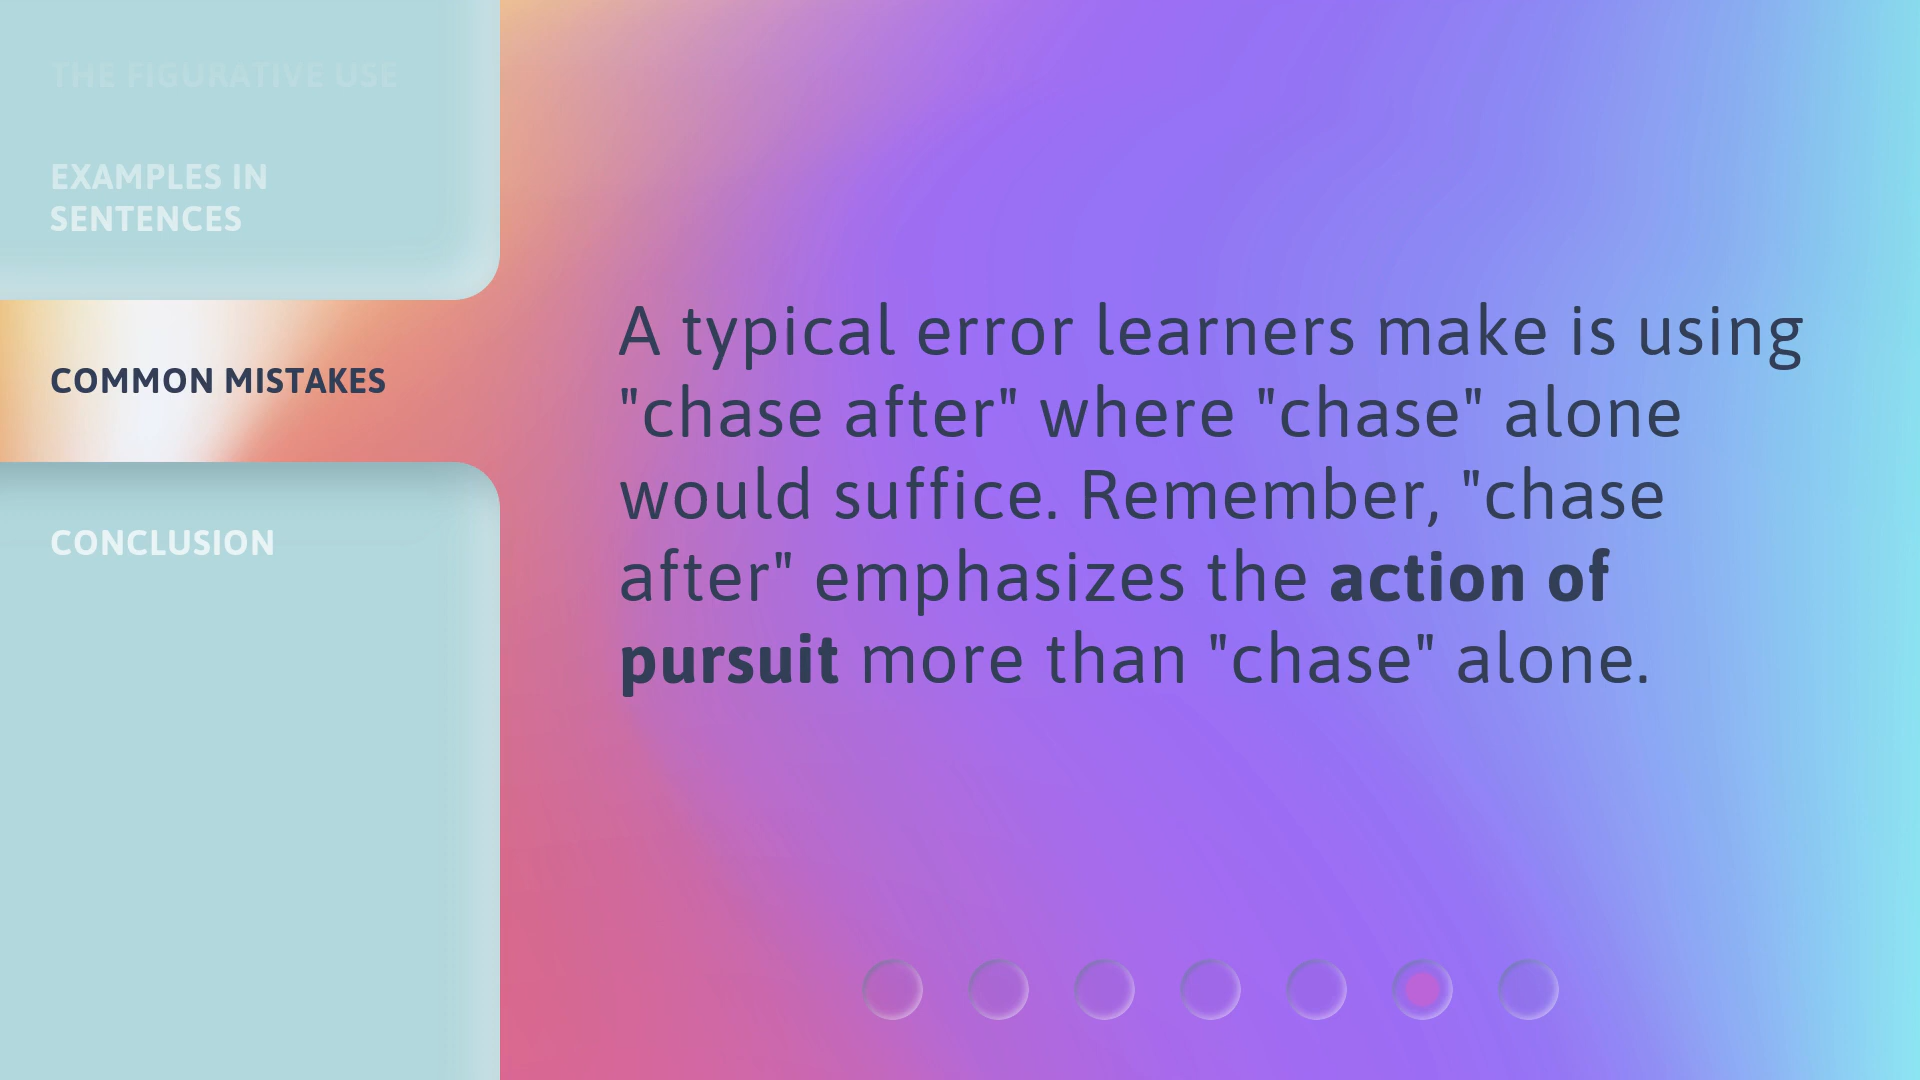 THE FIGURATIVE USE
EXAMPLES IN
SENTENCES
COMMON MISTAKES
CONCLUSION
A typical error learners make is using
"chase after" where "chase" alone
would suffice. Remember, "chase
after" emphasizes the action of
pursuit more than "chase" alone.